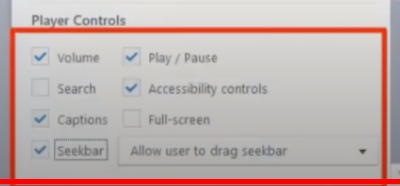 Player Controls
Volume Play / Pause
Search Accessibility controls
Captions Full-screen
Seekbar Allow user to drag seekbar